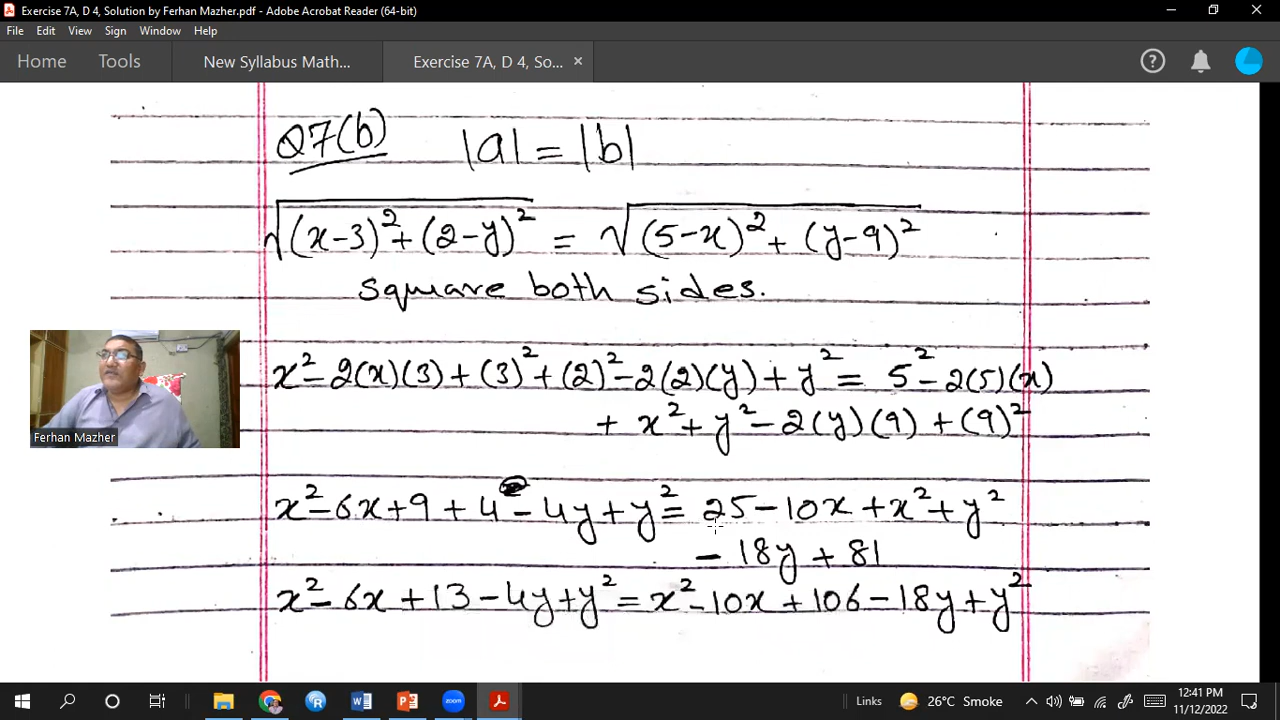 Exercise 7A, D 4, Solution by Ferhan Mazher.pdf - Adobe Acrobat Reader (64-bit)
File Edit View Sign Window Help
Home Tools New Syllabus Math... Exercise 7A, D 4, So... ×
Q7(b) |a| = |b|
√((x-3)²+(2-y)²) = √((5-x)²+(y-9)²)
square both sides.
x²-2(x)(3)+(3)²+(2)²-2(2)(y)+y² = 5²-2(5)(x)
+ x²+y²-2(y)(9)+(9)²
Ferhan Mazher
x²-6x+9+4-4y+y² = 25-10x+x²+y²
-18y+81
x²-6x+13-4y+y² = x²-10x+106-18y+y²
Links 26°C Smoke 12:41 PM
11/12/2022